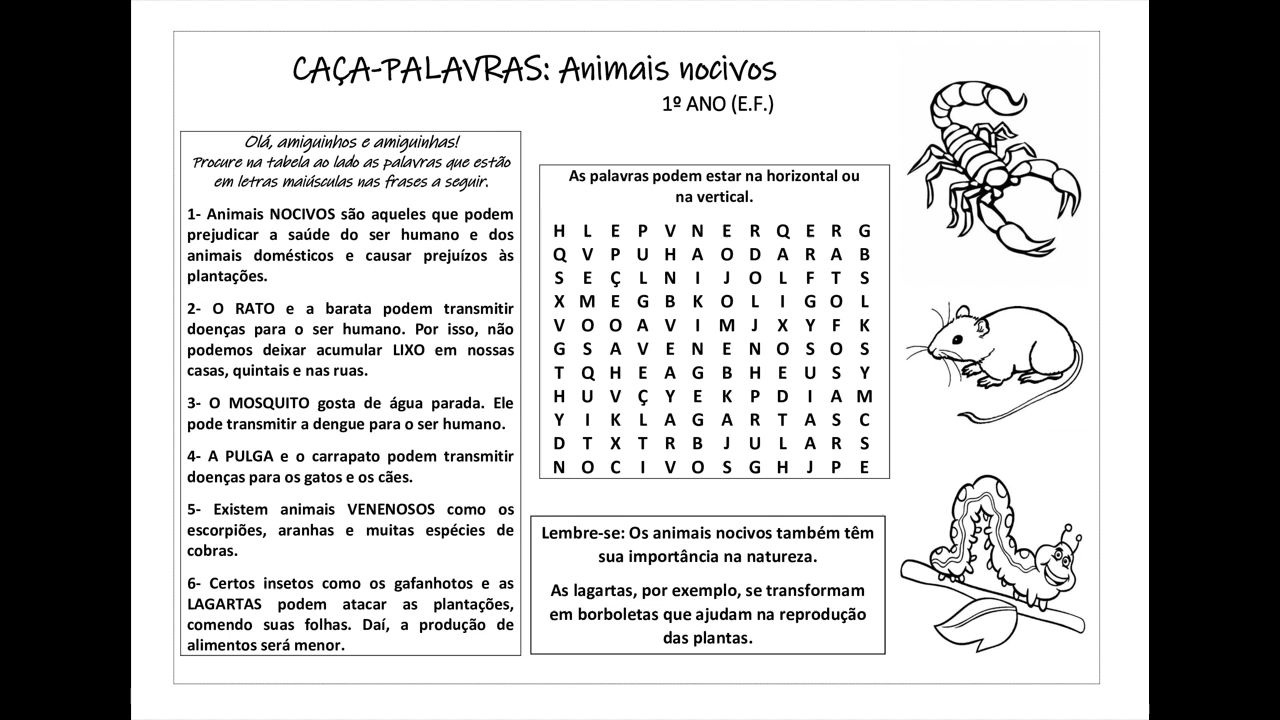 CAÇA-PALAVRAS: Animais nocivos
1º ANO (E.F.)
Olá, amiguinhos e amiguinhas!
Procure na tabela ao lado as palavras que estão
em letras maiúsculas nas frases a seguir.
1- Animais NOCIVOS são aqueles que podem
prejudicar a saúde do ser humano e dos
animais domésticos e causar prejuízos às
plantações.
2- O RATO e a barata podem transmitir
doenças para o ser humano. Por isso, não
podemos deixar acumular LIXO em nossas
casas, quintais e nas ruas.
3- O MOSQUITO gosta de água parada. Ele
pode transmitir a dengue para o ser humano.
4- A PULGA e o carrapato podem transmitir
doenças para os gatos e os cães.
5- Existem animais VENENOSOS como os
escorpiões, aranhas e muitas espécies de
cobras.
6- Certos insetos como os gafanhotos e as
LAGARTAS podem atacar as plantações,
comendo suas folhas. Daí, a produção de
alimentos será menor.
As palavras podem estar na horizontal ou
na vertical.
H L E P V N E R Q E R G
Q V P U H A O D A R A B
S E Ç L N I J O L F T S
X M E G B K O L I G O L
V O O A V I M J X Y F K
G S A V E N E N O S O S
T Q H E A G B H E U S Y
H U V Ç Y E K P D I A M
Y I K L A G A R T A S C
D T X T R B J U L A R S
N O C I V O S G H J P E
Lembre-se: Os animais nocivos também têm
sua importância na natureza.
As lagartas, por exemplo, se transformam
em borboletas que ajudam na reprodução
das plantas.